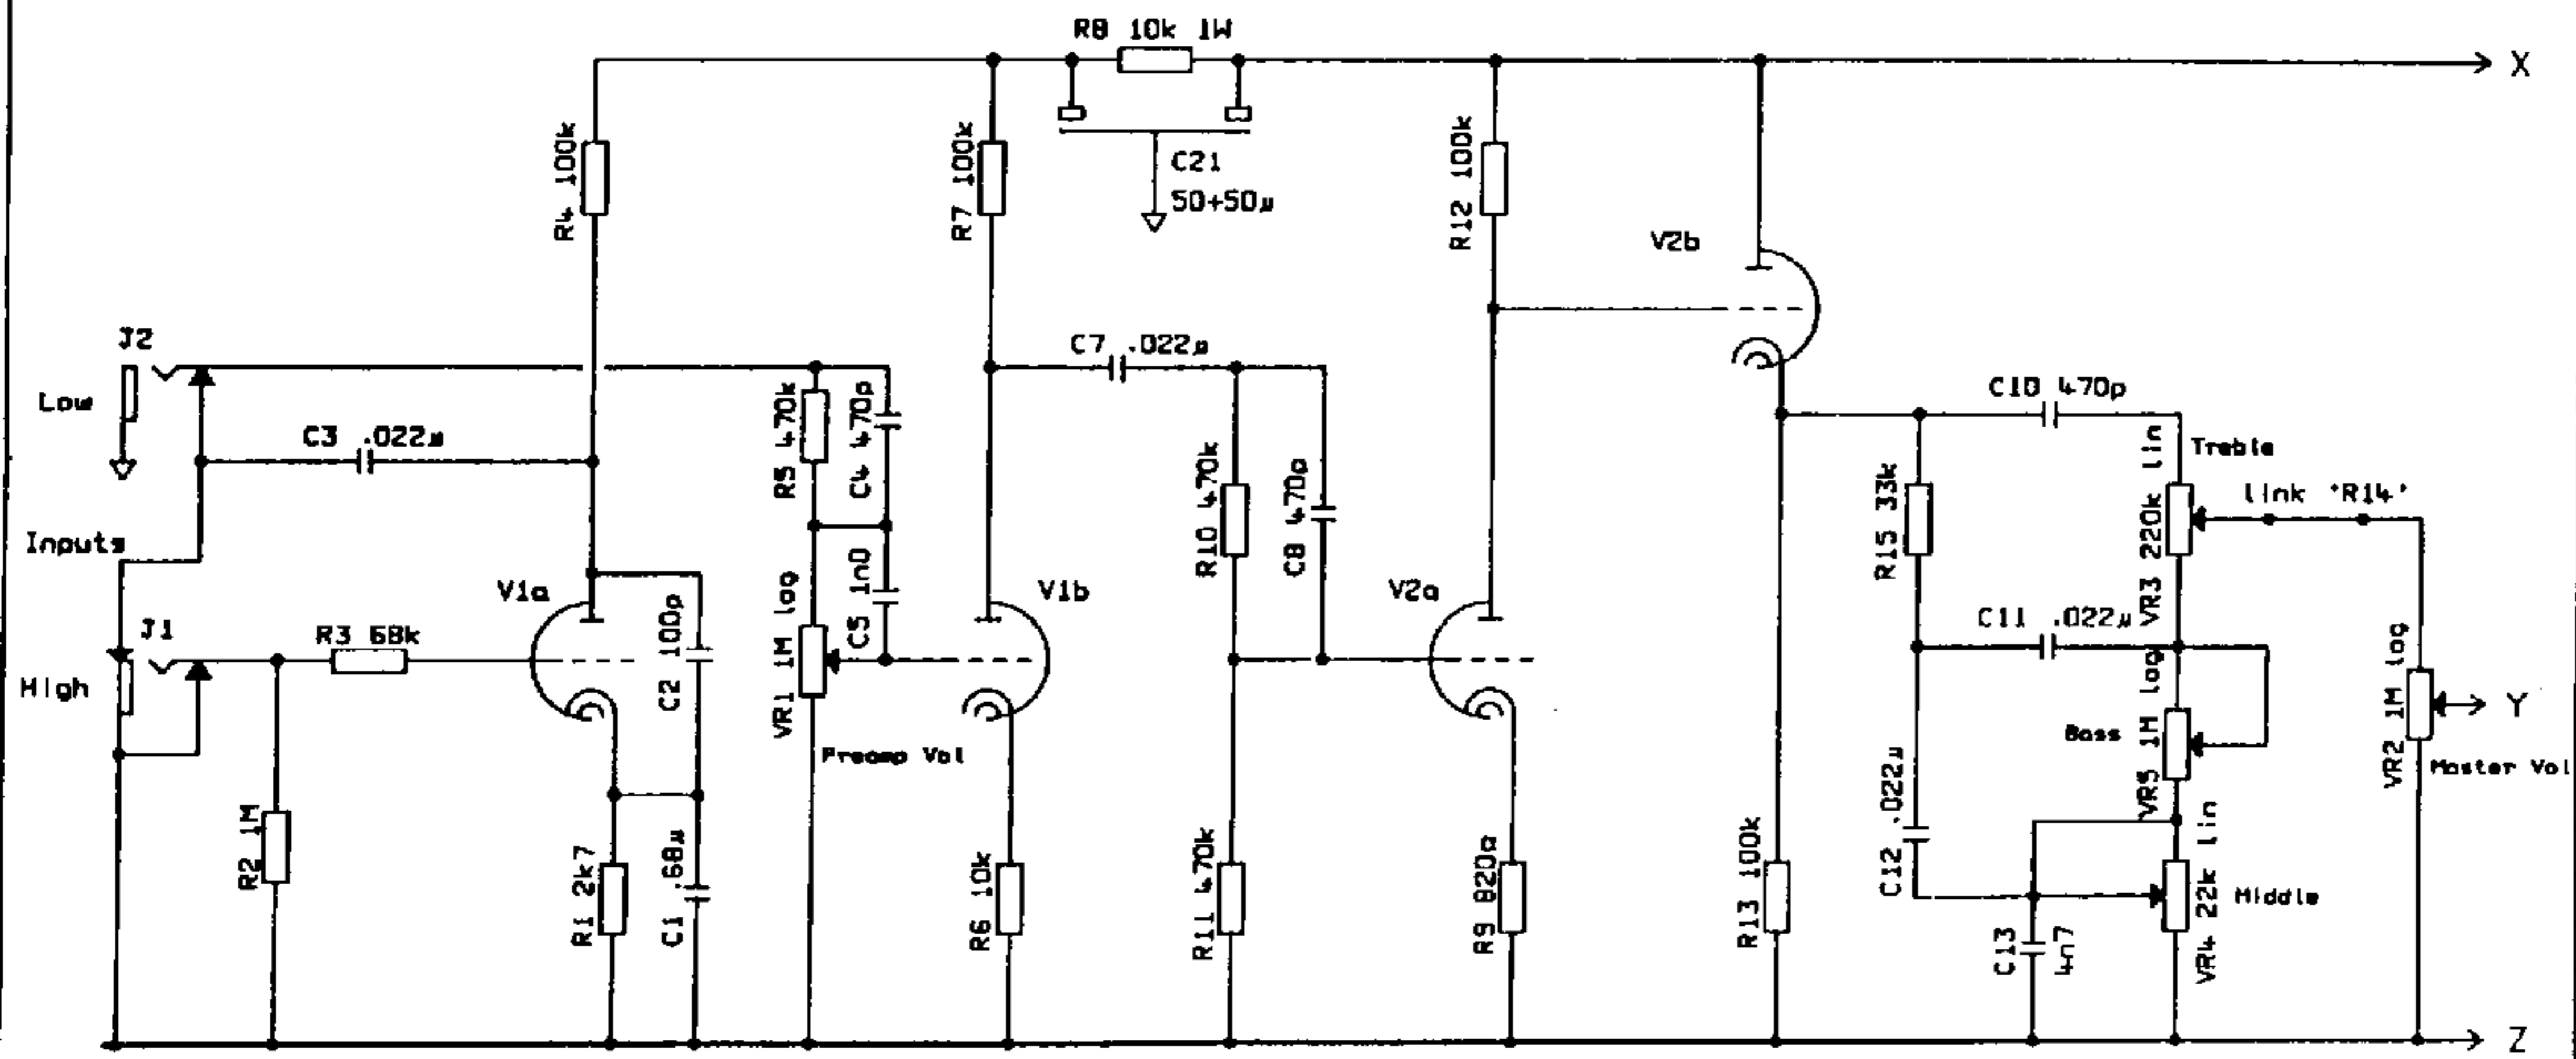 R8 10k 1W
X
R4 100k
R7 100k
C21
50+50µ
R12 100k
V2b
J2
Low
C3 .022µ
R5 470k
C4 470p
C7 .022µ
R10 470k
C8 470p
C10 470p
Treble
link 'R14'
R15 33k
VR3 220k lin
Inputs
V1a
C5 1n0
V1b
V2a
J1
High
R3 68k
C2 100p
VR1 1M log
Preamp Vol
C11 .022µ
Bass
VR5 1M log
VR2 1M log
Y
Master Vol
R2 1M
R1 2k7
C1 .68µ
R6 10k
R11 470k
R9 820Ω
R13 100k
C12 .022µ
C13
4n7
VR4 22k lin
Middle
Z